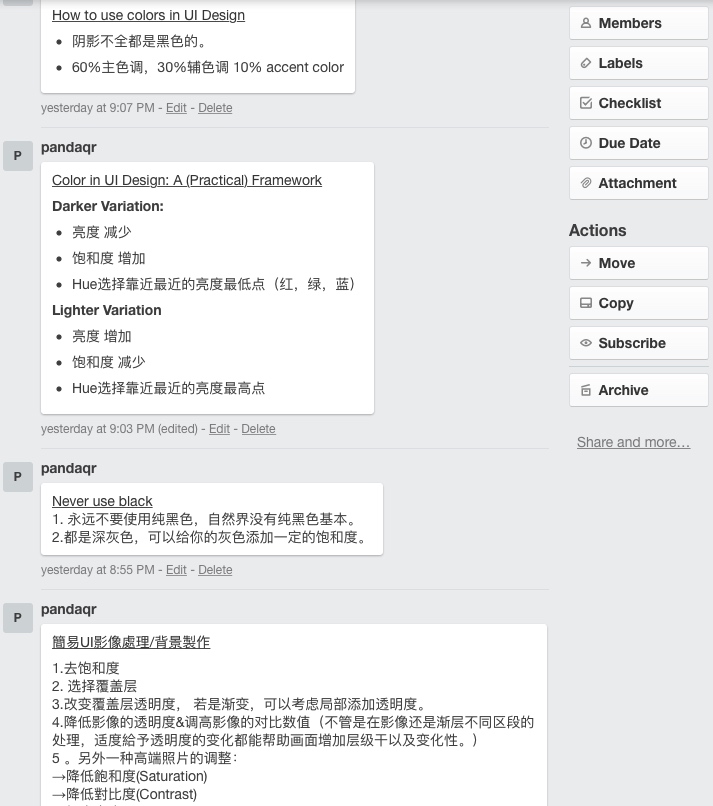 How to use colors in UI Design
• 阴影不全都是黑色的。
• 60%主色调，30%辅色调 10% accent color
yesterday at 9:07 PM - Edit - Delete
P
pandaqr
Color in UI Design: A (Practical) Framework
Darker Variation:
• 亮度 减少
• 饱和度 增加
• Hue选择靠近最近的亮度最低点（红，绿，蓝）
Lighter Variation
• 亮度 增加
• 饱和度 减少
• Hue选择靠近最近的亮度最高点
yesterday at 9:03 PM (edited) - Edit - Delete
P
pandaqr
Never use black
1. 永远不要使用纯黑色，自然界没有纯黑色基本。
2.都是深灰色，可以给你的灰色添加一定的饱和度。
yesterday at 8:55 PM - Edit - Delete
P
pandaqr
簡易UI影像處理/背景製作
1.去饱和度
2. 选择覆盖层
3.改变覆盖层透明度， 若是渐变，可以考虑局部添加透明度。
4.降低影像的透明度&调高影像的对比数值（不管是在影像还是渐层不同区段的
处理，适度給予透明度的变化都能帮助画面增加层级干以及变化性。）
5 。另外一种高端照片的调整：
→降低飽和度(Saturation)
→降低對比度(Contrast)
Members
Labels
Checklist
Due Date
Attachment
Actions
Move
Copy
Subscribe
Archive
Share and more…